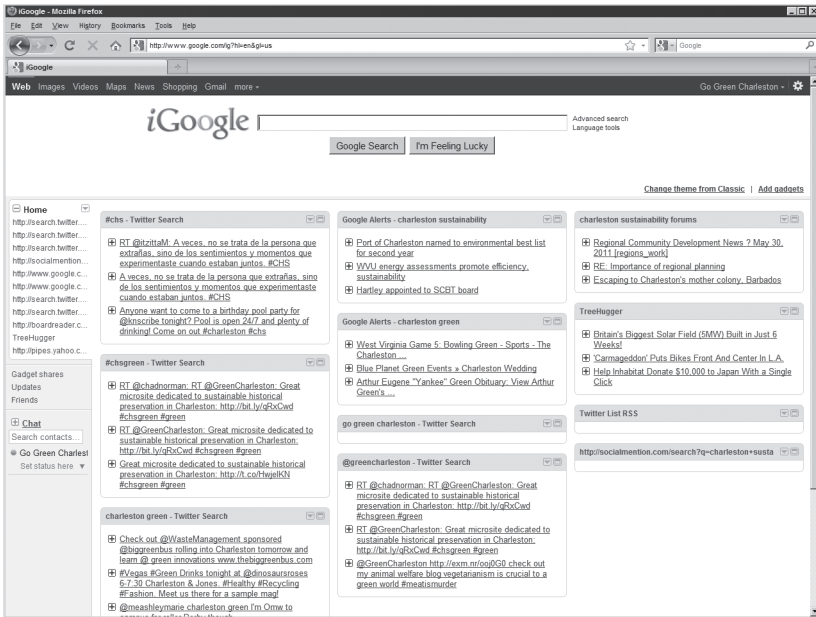 iGoogle - Mozilla Firefox
File Edit View History Bookmarks Tools Help
http://www.google.com/ig?hl=en&gl=us
Google
iGoogle
Web Images Videos Maps News Shopping Gmail more
Go Green Charleston
iGoogle
Advanced search
Language tools
Google Search
I'm Feeling Lucky
Change theme from Classic | Add gadgets
Home
http://search.twitter....
http://search.twitter....
http://search.twitter....
http://socialmention....
http://www.google.c...
http://www.google.c...
http://search.twitter....
http://search.twitter....
http://boardreader.c...
TreeHugger
http://pipes.yahoo.c...
Gadget shares
Updates
Friends
Chat
Search contacts...
Go Green Charlest
Set status here
#chs - Twitter Search
RT @itzittaM: A veces, no se trata de la persona que
extrañas, sino de los sentimientos y momentos que
experimentaste cuando estaban juntos. #CHS
A veces, no se trata de la persona que extrañas, sino
de los sentimientos y momentos que experimentaste
cuando estaban juntos. #CHS
Anyone want to come to a birthday pool party for
@knscribe tonight? Pool is open 24/7 and plenty of
drinking! Come on out #charleston #chs
#chsgreen - Twitter Search
RT @chadnorman: RT @GreenCharleston: Great
microsite dedicated to sustainable historical
preservation in Charleston: http://bit.ly/qRxCwd
#chsgreen #green
RT @GreenCharleston: Great microsite dedicated to
sustainable historical preservation in Charleston:
http://bit.ly/qRxCwd #chsgreen #green
Great microsite dedicated to sustainable historical
preservation in Charleston: http://t.co/HwjelKN
#chsgreen #green
charleston green - Twitter Search
Check out @WasteManagement sponsored
@biggreenbus rolling into Charleston tomorrow and
learn @ green innovations www.thebiggreenbus.com
#Vegas #Green Drinks tonight at @dinosaursroses
6-7:30 Charleston & Jones. #Healthy #Recycling
#Fashion. Meet us there for a sample mag!
@meashleymarie charleston green I'm Omw to
Google Alerts - charleston sustainability
Port of Charleston named to environmental best list
for second year
WVU energy assessments promote efficiency,
sustainability
Hartley appointed to SCBT board
Google Alerts - charleston green
West Virginia Game 5: Bowling Green - Sports - The
Charleston ...
Blue Planet Green Events » Charleston Wedding
Arthur Eugene "Yankee" Green Obituary: View Arthur
Green's ...
go green charleston - Twitter Search
@greencharleston - Twitter Search
RT @chadnorman: RT @GreenCharleston: Great
microsite dedicated to sustainable historical
preservation in Charleston: http://bit.ly/qRxCwd
#chsgreen #green
RT @GreenCharleston: Great microsite dedicated to
sustainable historical preservation in Charleston:
http://bit.ly/qRxCwd #chsgreen #green
@GreenCharleston http://exm.nr/ooj0G0 check out
my animal welfare blog vegetarianism is crucial to a
green world #meatismurder
charleston sustainability forums
Regional Community Development News ? May 30,
2011 [regions_work]
RE: Importance of regional planning
Escaping to Charleston's mother colony, Barbados
TreeHugger
Britain's Biggest Solar Field (5MW) Built in Just 6
Weeks!
'Carmageddon' Puts Bikes Front And Center In L.A.
Help Inhabitat Donate $10,000 to Japan With a Single
Click
Twitter List RSS
http://socialmention.com/search?q=charleston+susta